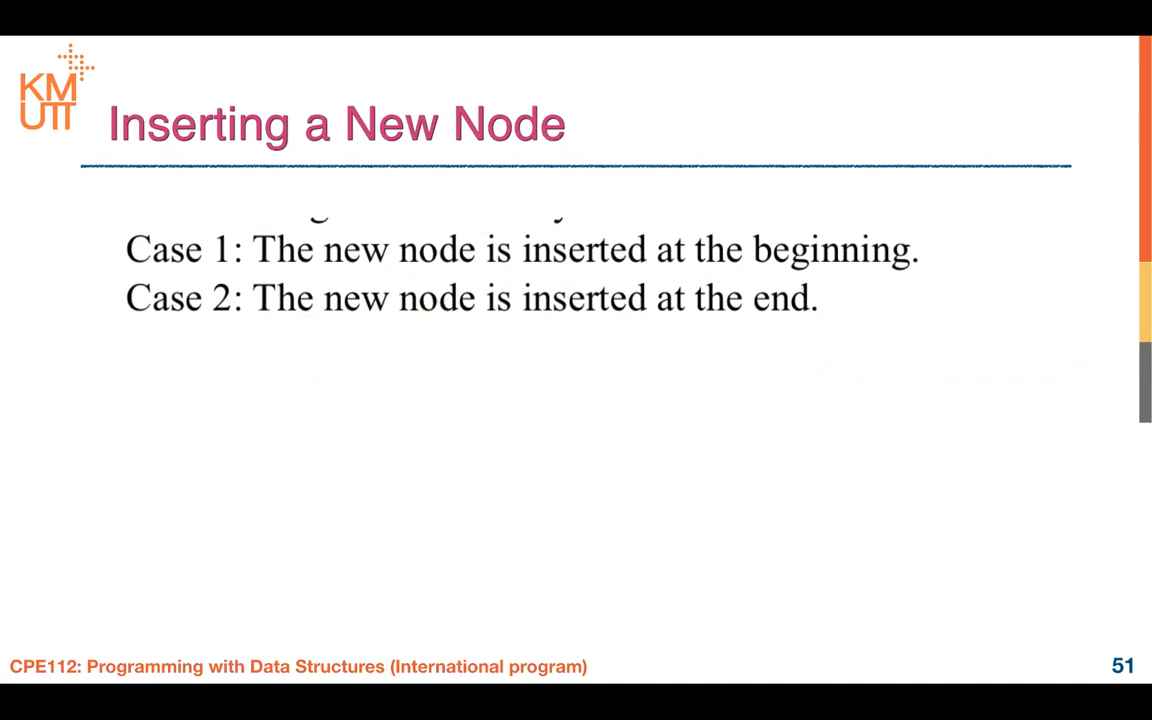 KM
UTT
Inserting a New Node
Case 1: The new node is inserted at the beginning.
Case 2: The new node is inserted at the end.
CPE112: Programming with Data Structures (International program)
51